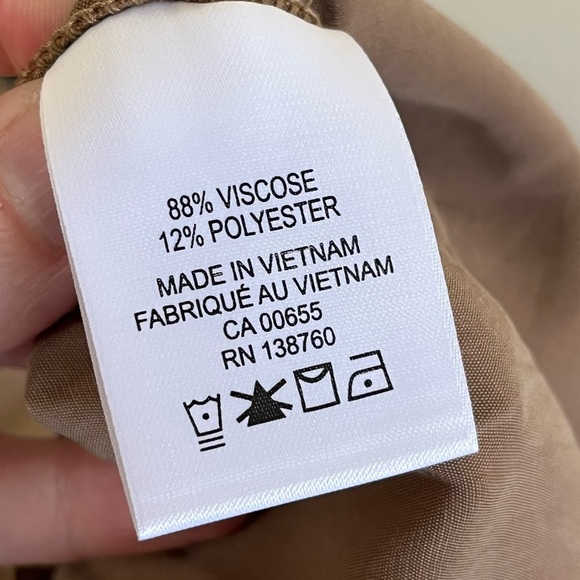 88% VISCOSE
12% POLYESTER
MADE IN VIETNAM
FABRIQUÉ AU VIETNAM
CA 00655
RN 138760